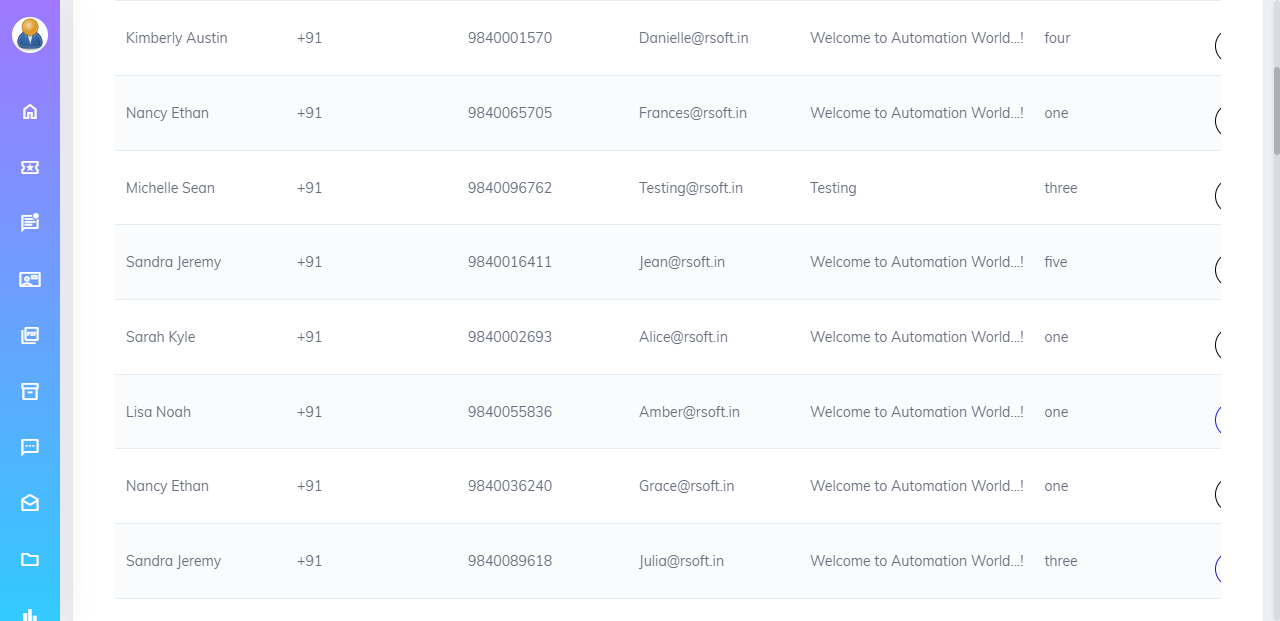 Kimberly Austin +91 9840001570 Danielle@rsoft.in Welcome to Automation World...! four
Nancy Ethan +91 9840065705 Frances@rsoft.in Welcome to Automation World...! one
Michelle Sean +91 9840096762 Testing@rsoft.in Testing three
Sandra Jeremy +91 9840016411 Jean@rsoft.in Welcome to Automation World...! five
Sarah Kyle +91 9840002693 Alice@rsoft.in Welcome to Automation World...! one
Lisa Noah +91 9840055836 Amber@rsoft.in Welcome to Automation World...! one
Nancy Ethan +91 9840036240 Grace@rsoft.in Welcome to Automation World...! one
Sandra Jeremy +91 9840089618 Julia@rsoft.in Welcome to Automation World...! three